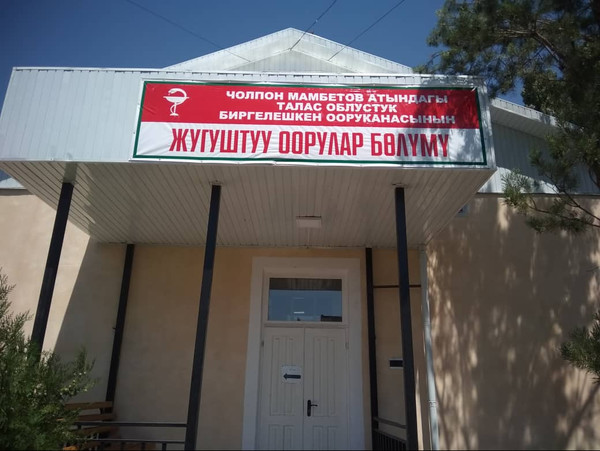 ЧОЛПОН МАМБЕТОВ АТЫНДАГЫ
ТАЛАС ОБЛУСТУК
БИРГЕЛЕШКЕН ООРУКАНАСЫНЫН
ЖУГУШТУУ ООРУЛАР БӨЛҮМҮ